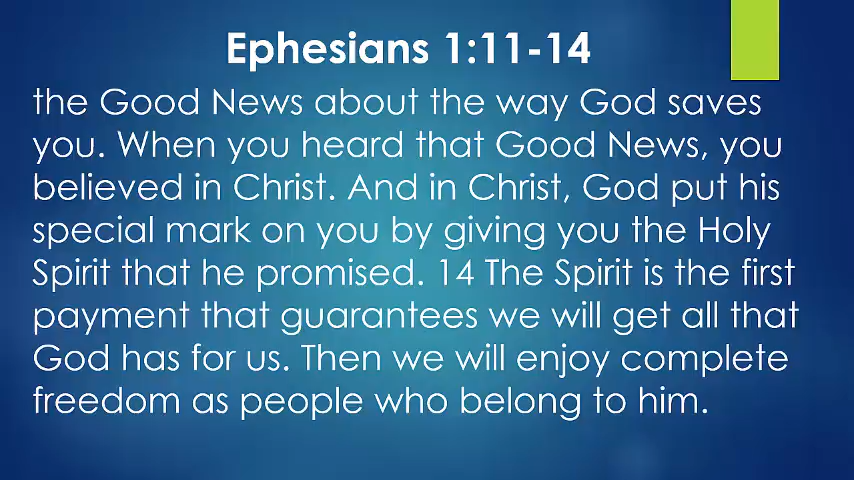 Ephesians 1:11-14
the Good News about the way God saves
you. When you heard that Good News, you
believed in Christ. And in Christ, God put his
special mark on you by giving you the Holy
Spirit that he promised. 14 The Spirit is the first
payment that guarantees we will get all that
God has for us. Then we will enjoy complete
freedom as people who belong to him.